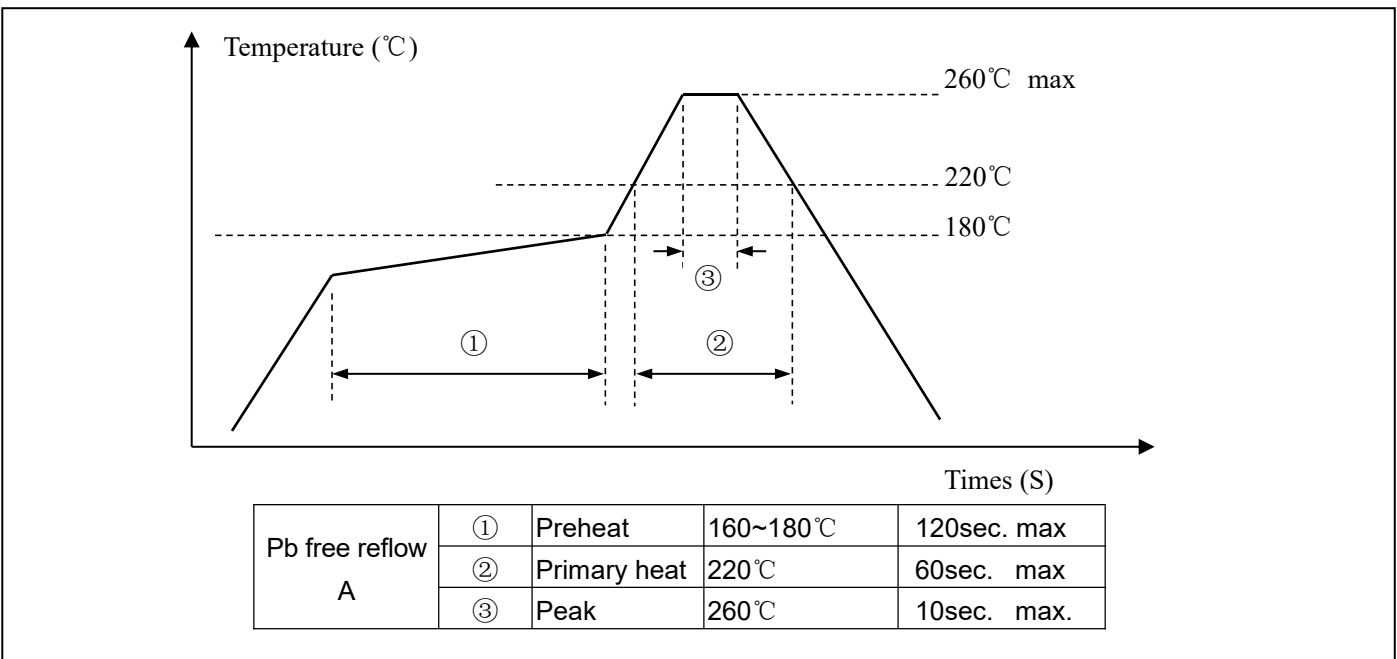 Temperature (℃)
260℃ max
220℃
180℃
③
① ②
Times (S)
Pb free reflow A
① Preheat 160~180℃ 120sec. max
② Primary heat 220℃ 60sec. max
③ Peak 260℃ 10sec. max.